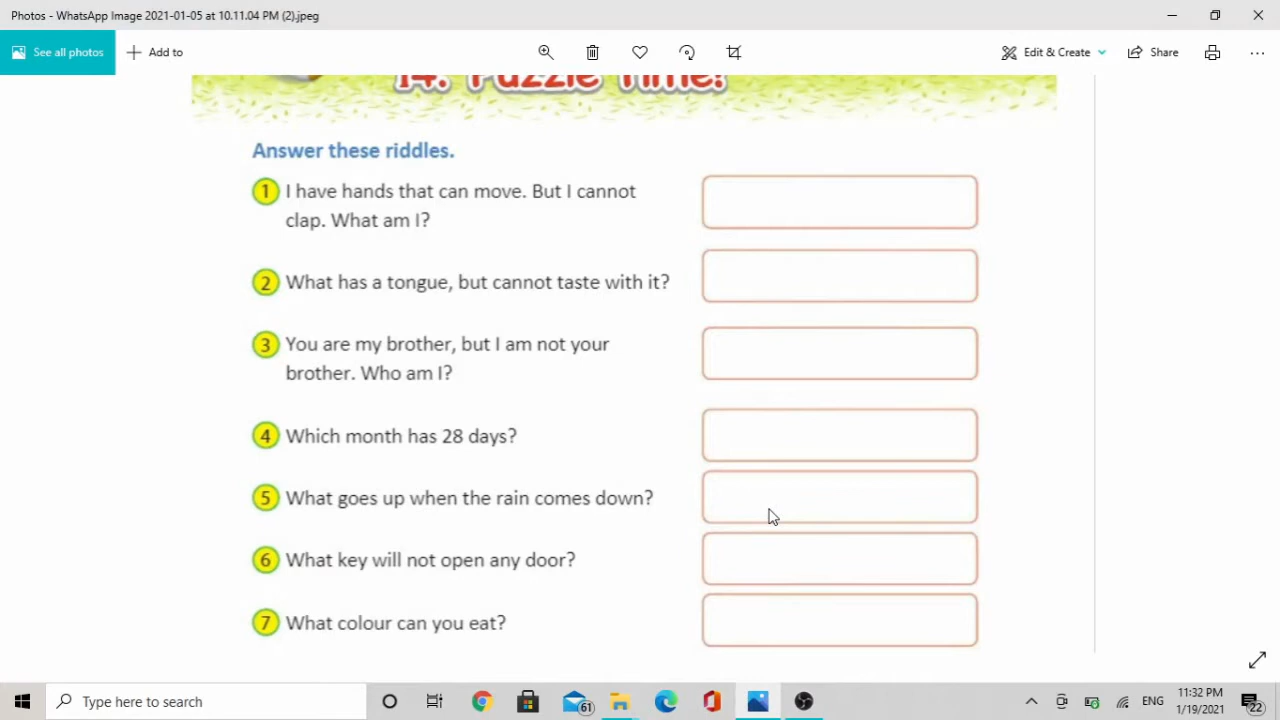 Photos - WhatsApp Image 2021-01-05 at 10.11.04 PM (2).jpeg
See all photos
Add to
Edit & Create
Share
14. Puzzle Time!
Answer these riddles.
1 I have hands that can move. But I cannot
clap. What am I?
2 What has a tongue, but cannot taste with it?
3 You are my brother, but I am not your
brother. Who am I?
4 Which month has 28 days?
5 What goes up when the rain comes down?
6 What key will not open any door?
7 What colour can you eat?
Type here to search
61
ENG
11:32 PM
1/19/2021
22